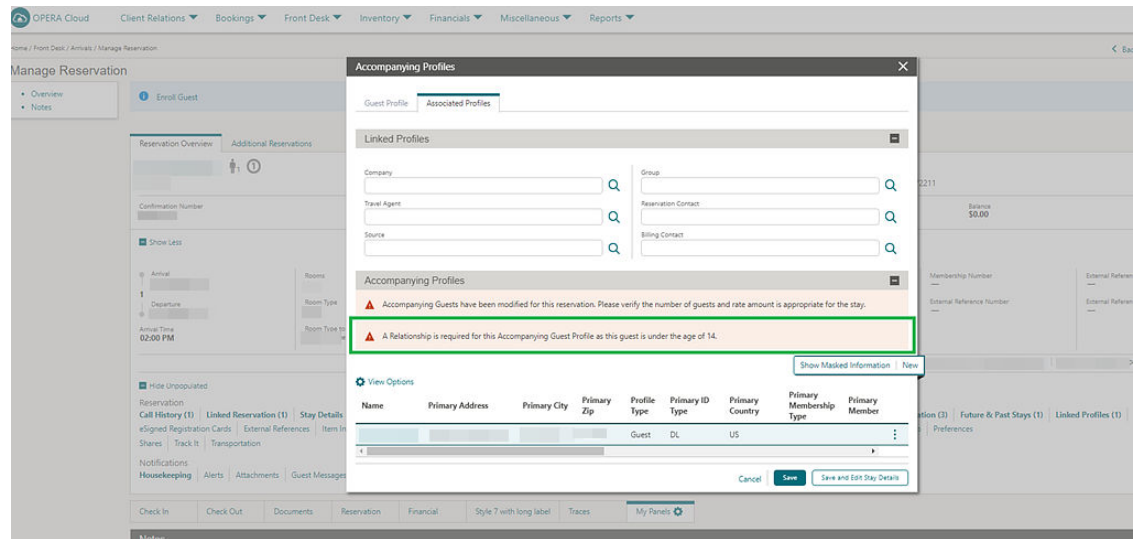 OPERA Cloud Client Relations Bookings Front Desk Inventory Financials Miscellaneous Reports
Home / Front Desk / Arrivals / Manage Reservation
Manage Reservation
Overview
Notes
Enroll Guest
Reservation Overview Additional Reservations
1 1
2211
Confirmation Number
Balance
$0.00
Show Less
Arrival
1
Departure
Arrival Time
02:00 PM
Rooms
Room Type
Room Type to
Membership Number
External Reference Number
Hide Unpopulated
Reservation
Call History (1) Linked Reservation (1) Stay Details
eSigned Registration Cards External References Item In
Shares Track It Transportation
Notifications
Housekeeping Alerts Attachments Guest Messages
ation (3) Future & Past Stays (1) Linked Profiles (1)
Preferences
Accompanying Profiles
Guest Profile Associated Profiles
Linked Profiles
Company
Travel Agent
Source
Group
Reservation Contact
Billing Contact
Accompanying Profiles
Accompanying Guests have been modified for this reservation. Please verify the number of guests and rate amount is appropriate for the stay.
A Relationship is required for this Accompanying Guest Profile as this guest is under the age of 14.
Show Masked Information New
View Options
Name Primary Address Primary City Primary Zip Profile Type Primary ID Type Primary Country Primary Membership Type Primary Member
Guest DL US
Cancel Save Save and Edit Stay Details
Check In Check Out Documents Reservation Financial Style 7 with long label Traces My Panels
Notes